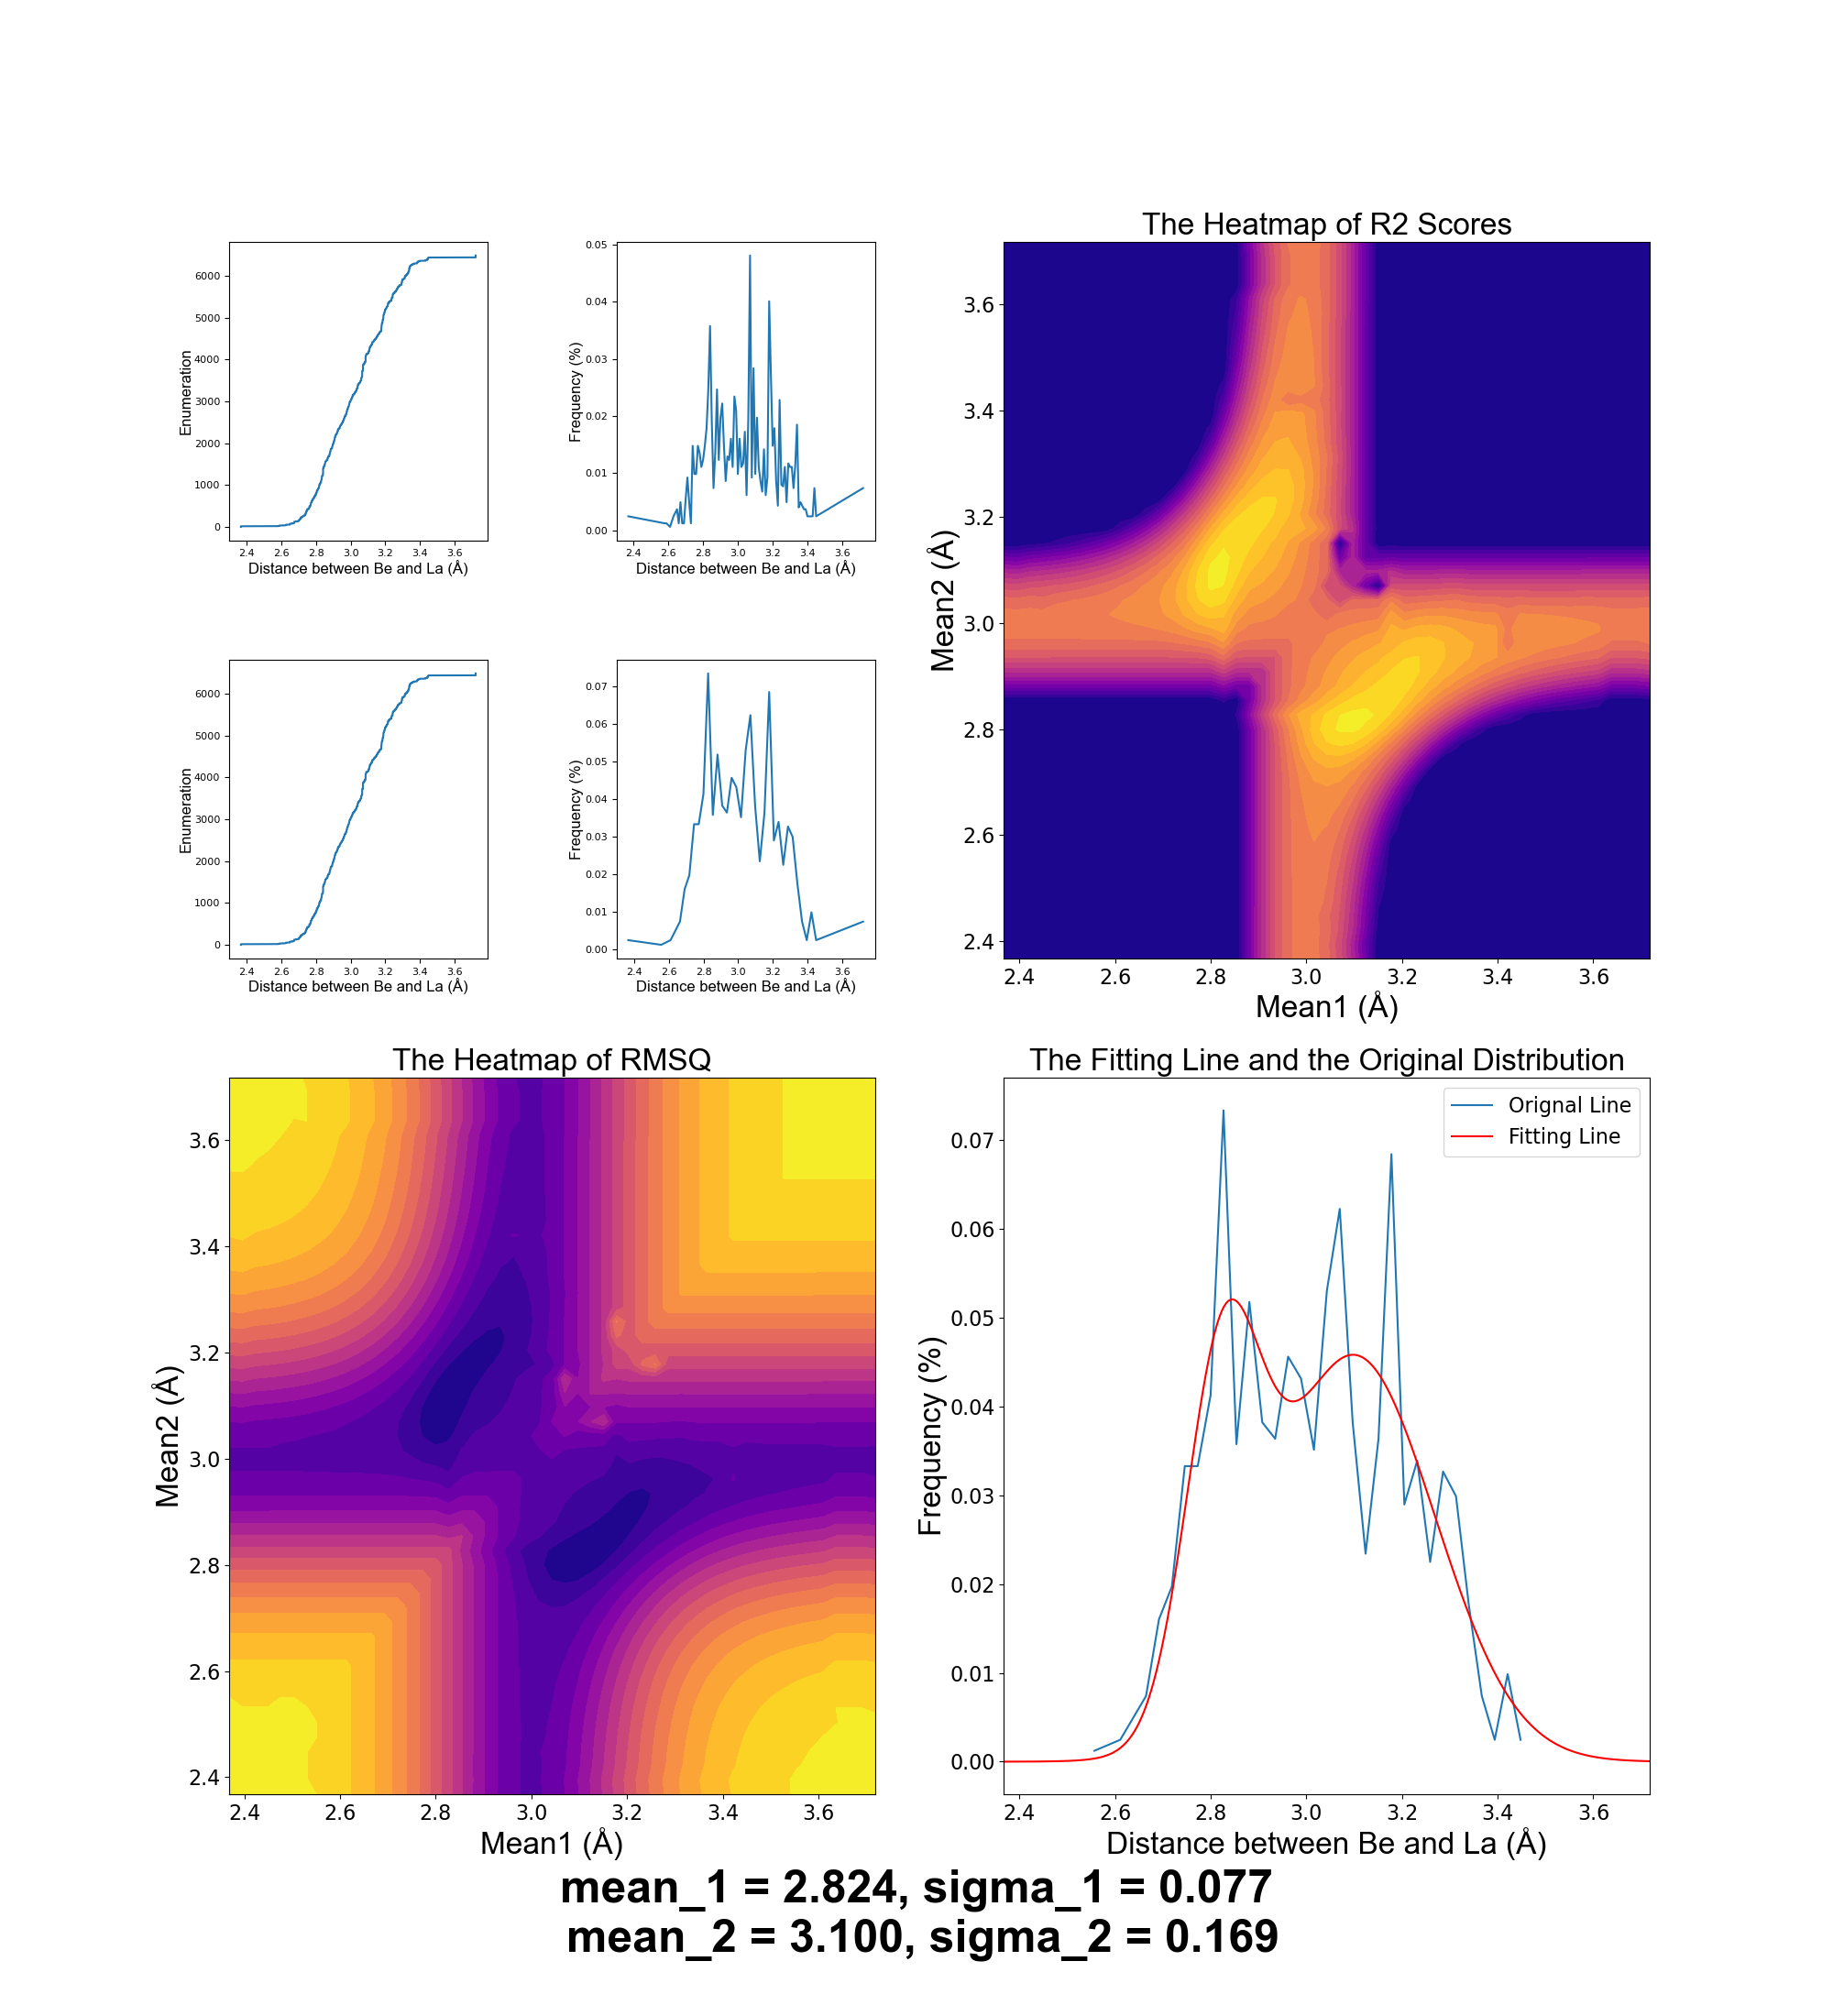 Enumeration
6000
5000
4000
3000
2000
1000
0
2.4 2.6 2.8 3.0 3.2 3.4 3.6
Distance between Be and La (Å)
Frequency (%)
0.05
0.04
0.03
0.02
0.01
0.00
2.4 2.6 2.8 3.0 3.2 3.4 3.6
Distance between Be and La (Å)
The Heatmap of R2 Scores
Mean2 (Å)
3.6
3.4
3.2
3.0
2.8
2.6
2.4
2.4 2.6 2.8 3.0 3.2 3.4 3.6
Mean1 (Å)
Enumeration
6000
5000
4000
3000
2000
1000
0
2.4 2.6 2.8 3.0 3.2 3.4 3.6
Distance between Be and La (Å)
Frequency (%)
0.07
0.06
0.05
0.04
0.03
0.02
0.01
0.00
2.4 2.6 2.8 3.0 3.2 3.4 3.6
Distance between Be and La (Å)
The Heatmap of RMSQ
Mean2 (Å)
3.6
3.4
3.2
3.0
2.8
2.6
2.4
2.4 2.6 2.8 3.0 3.2 3.4 3.6
Mean1 (Å)
The Fitting Line and the Original Distribution
Orignal Line
Fitting Line
Frequency (%)
0.07
0.06
0.05
0.04
0.03
0.02
0.01
0.00
2.4 2.6 2.8 3.0 3.2 3.4 3.6
Distance between Be and La (Å)
mean_1 = 2.824, sigma_1 = 0.077
mean_2 = 3.100, sigma_2 = 0.169